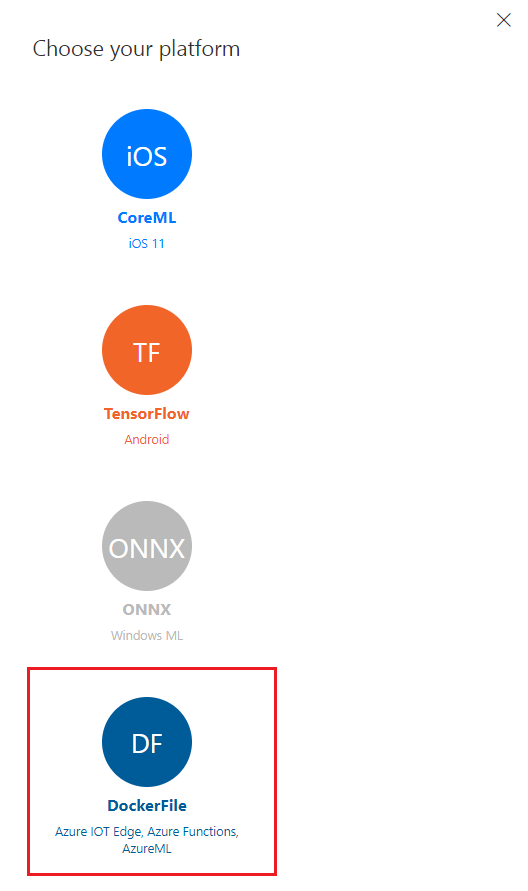 Choose your platform
iOS
CoreML
iOS 11
TF
TensorFlow
Android
ONNX
ONNX
Windows ML
DF
DockerFile
Azure IOT Edge, Azure Functions,
AzureML